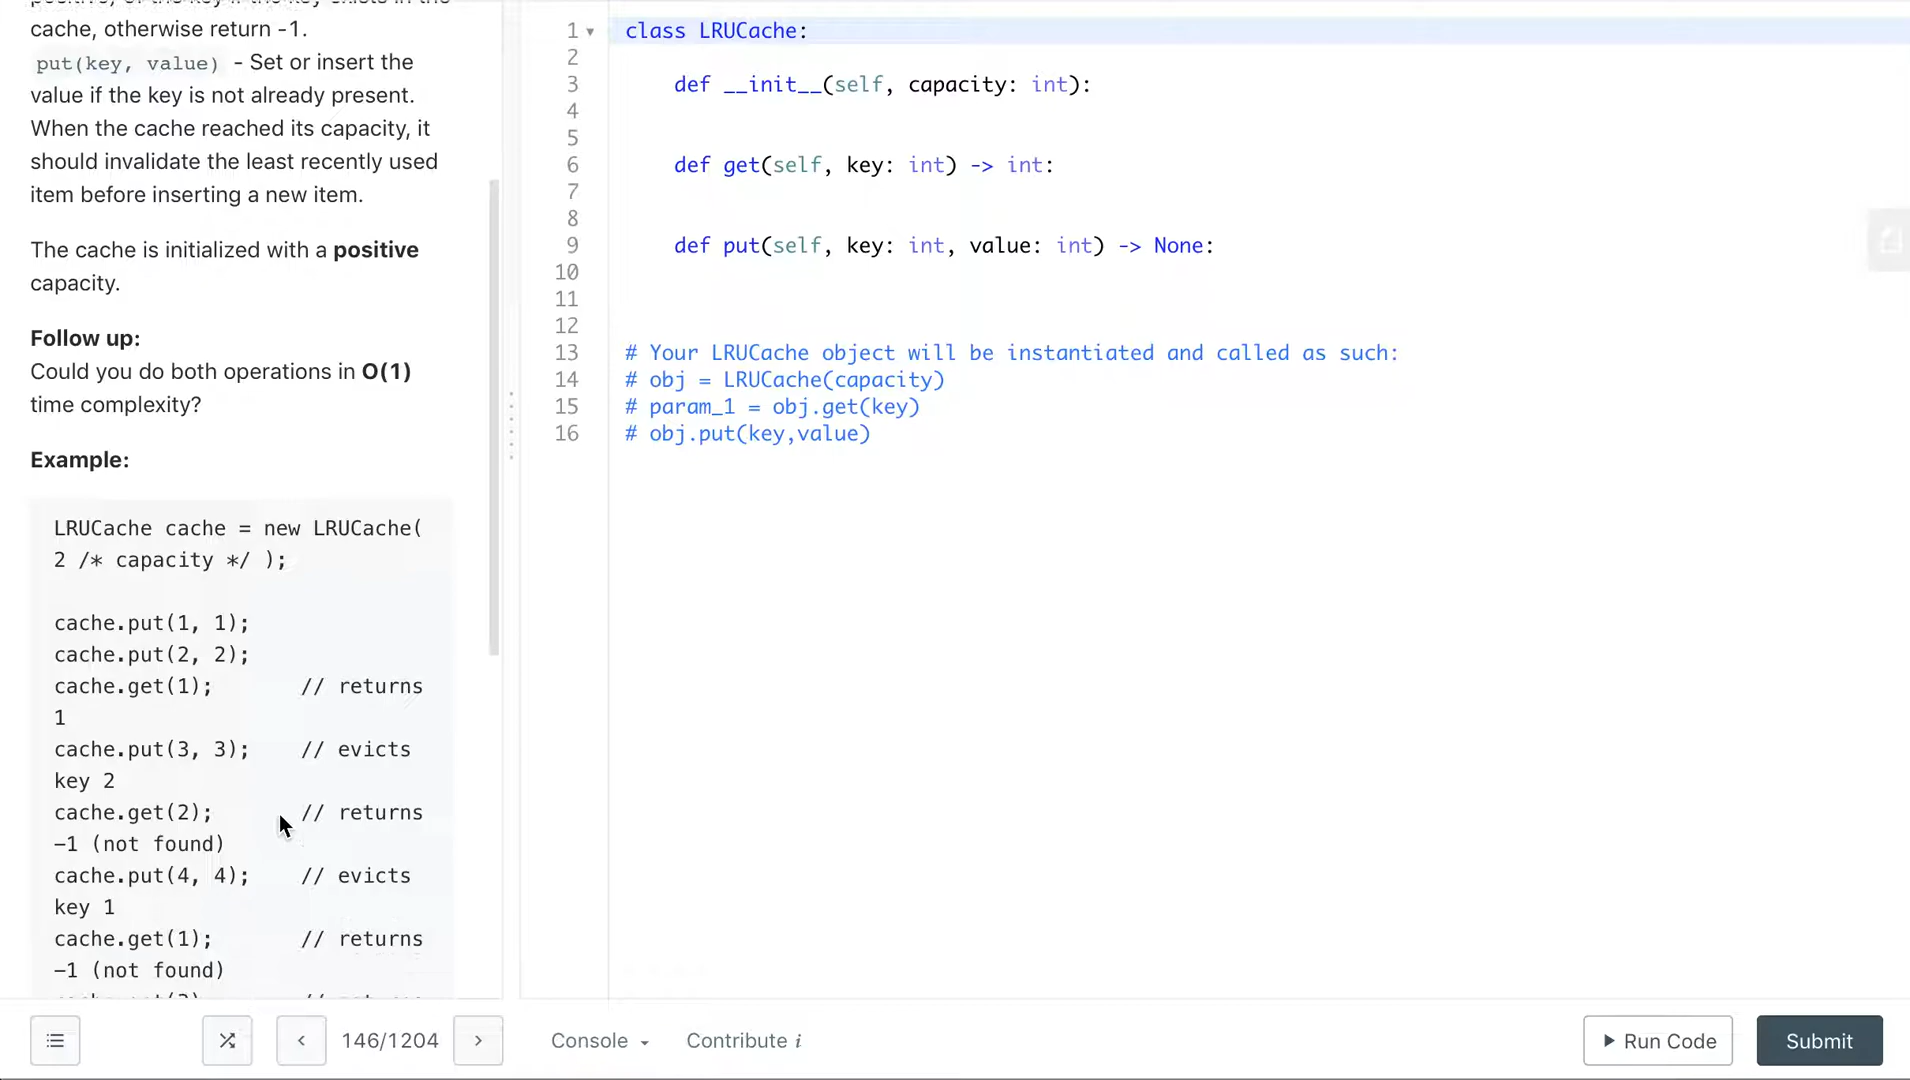 cache, otherwise return -1.
put(key, value) - Set or insert the
value if the key is not already present.
When the cache reached its capacity, it
should invalidate the least recently used
item before inserting a new item.
The cache is initialized with a positive
capacity.
Follow up:
Could you do both operations in O(1)
time complexity?
Example:
LRUCache cache = new LRUCache(
2 /* capacity */ );
cache.put(1, 1);
cache.put(2, 2);
cache.get(1);       // returns
1
cache.put(3, 3);    // evicts
key 2
cache.get(2);       // returns
-1 (not found)
cache.put(4, 4);    // evicts
key 1
cache.get(1);       // returns
-1 (not found)
1 class LRUCache:
2
3     def __init__(self, capacity: int):
4
5
6     def get(self, key: int) -> int:
7
8
9     def put(self, key: int, value: int) -> None:
10
11
12
13 # Your LRUCache object will be instantiated and called as such:
14 # obj = LRUCache(capacity)
15 # param_1 = obj.get(key)
16 # obj.put(key,value)
146/1204
Console
Contribute i
Run Code
Submit